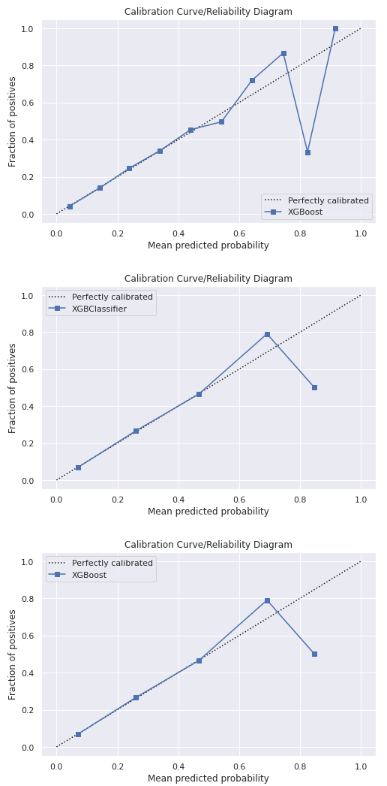 Calibration Curve/Reliability Diagram
1.0
0.8
0.6
0.4
0.2
0.0
Fraction of positives
Perfectly calibrated
XGBoost
0.0 0.2 0.4 0.6 0.8 1.0
Mean predicted probability
Calibration Curve/Reliability Diagram
1.0
Perfectly calibrated
XGBClassifier
0.8
0.6
0.4
0.2
0.0
Fraction of positives
0.0 0.2 0.4 0.6 0.8 1.0
Mean predicted probability
Calibration Curve/Reliability Diagram
1.0
Perfectly calibrated
XGBoost
0.8
0.6
0.4
0.2
0.0
Fraction of positives
0.0 0.2 0.4 0.6 0.8 1.0
Mean predicted probability